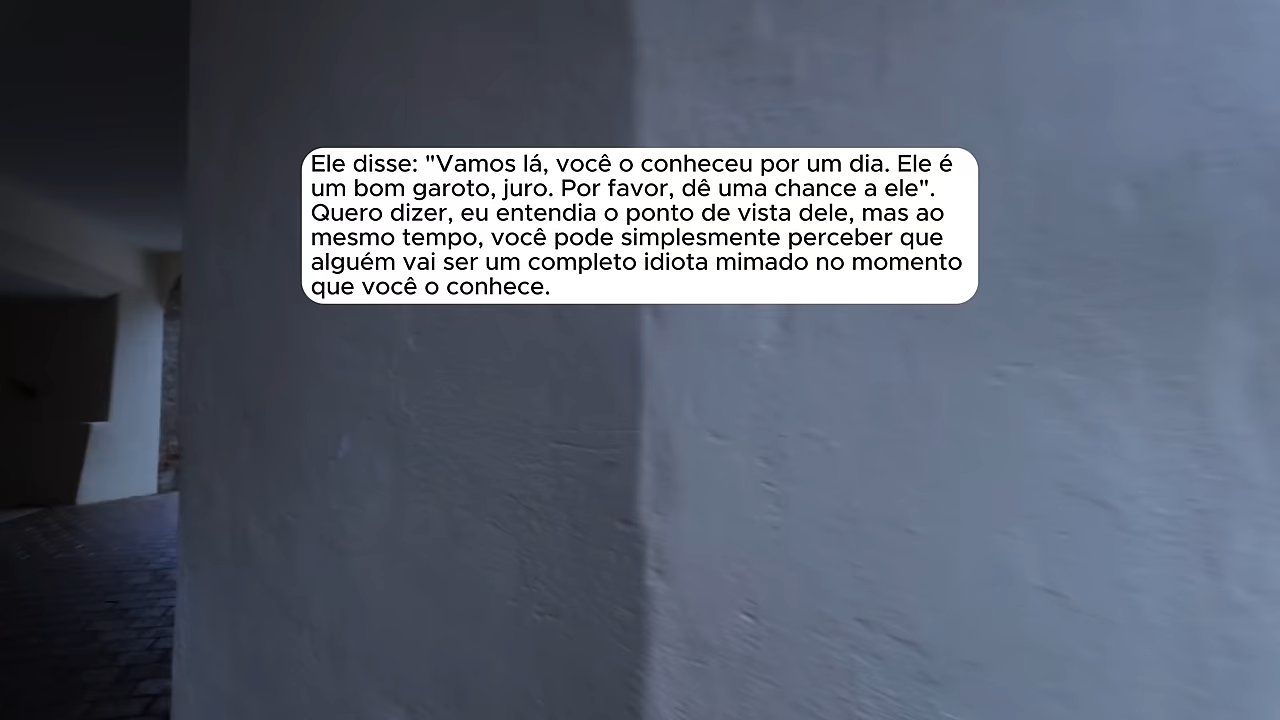 Ele disse: "Vamos lá, você o conheceu por um dia. Ele é
um bom garoto, juro. Por favor, dê uma chance a ele".
Quero dizer, eu entendia o ponto de vista dele, mas ao
mesmo tempo, você pode simplesmente perceber que
alguém vai ser um completo idiota mimado no momento
que você o conhece.